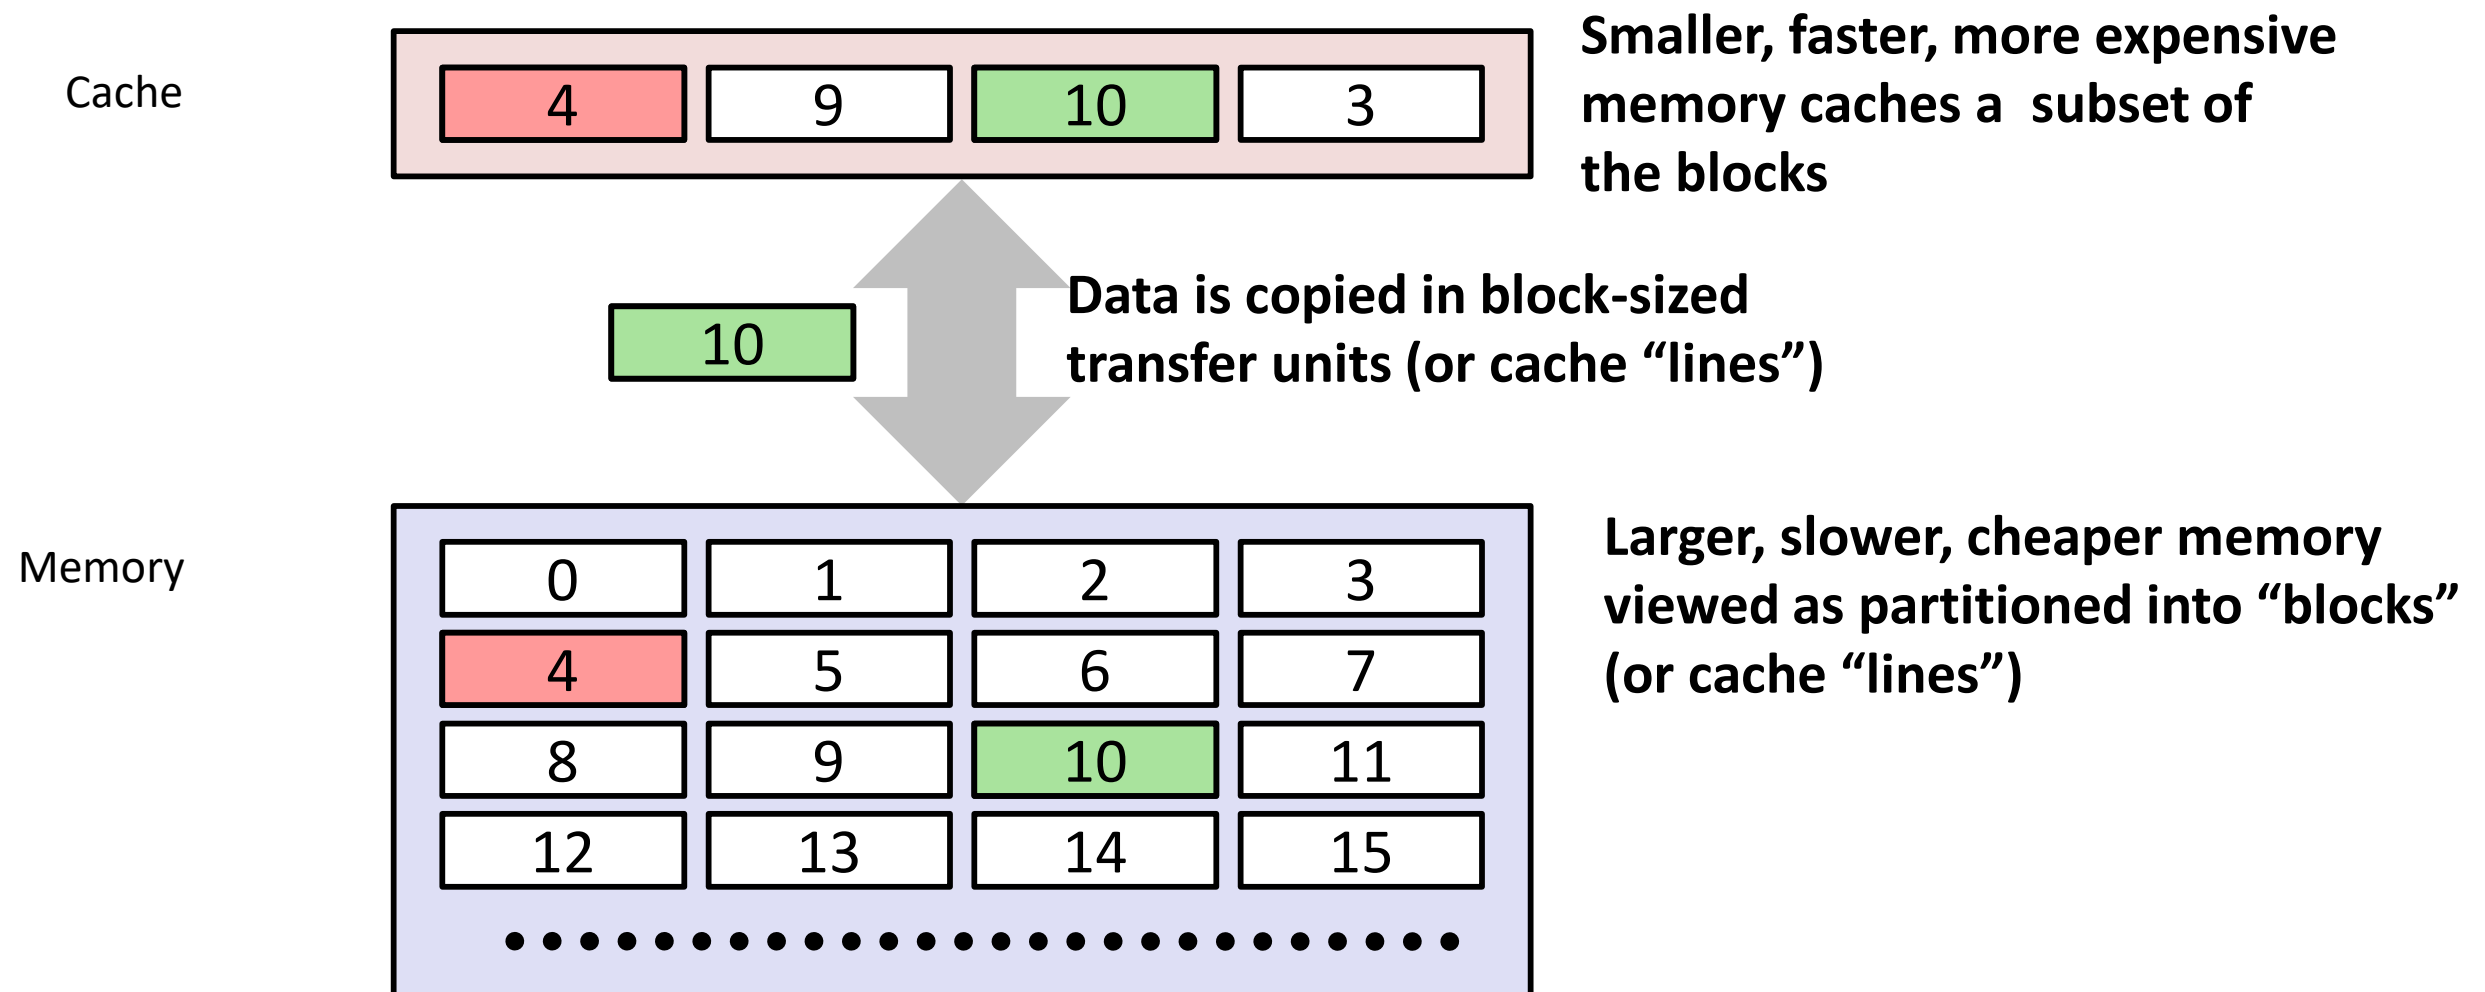 Cache
4 9 10 3
Smaller, faster, more expensive
memory caches a  subset of
the blocks
10
Data is copied in block-sized
transfer units (or cache “lines”)
Memory
0 1 2 3
4 5 6 7
8 9 10 11
12 13 14 15
Larger, slower, cheaper memory
viewed as partitioned into “blocks”
(or cache “lines”)